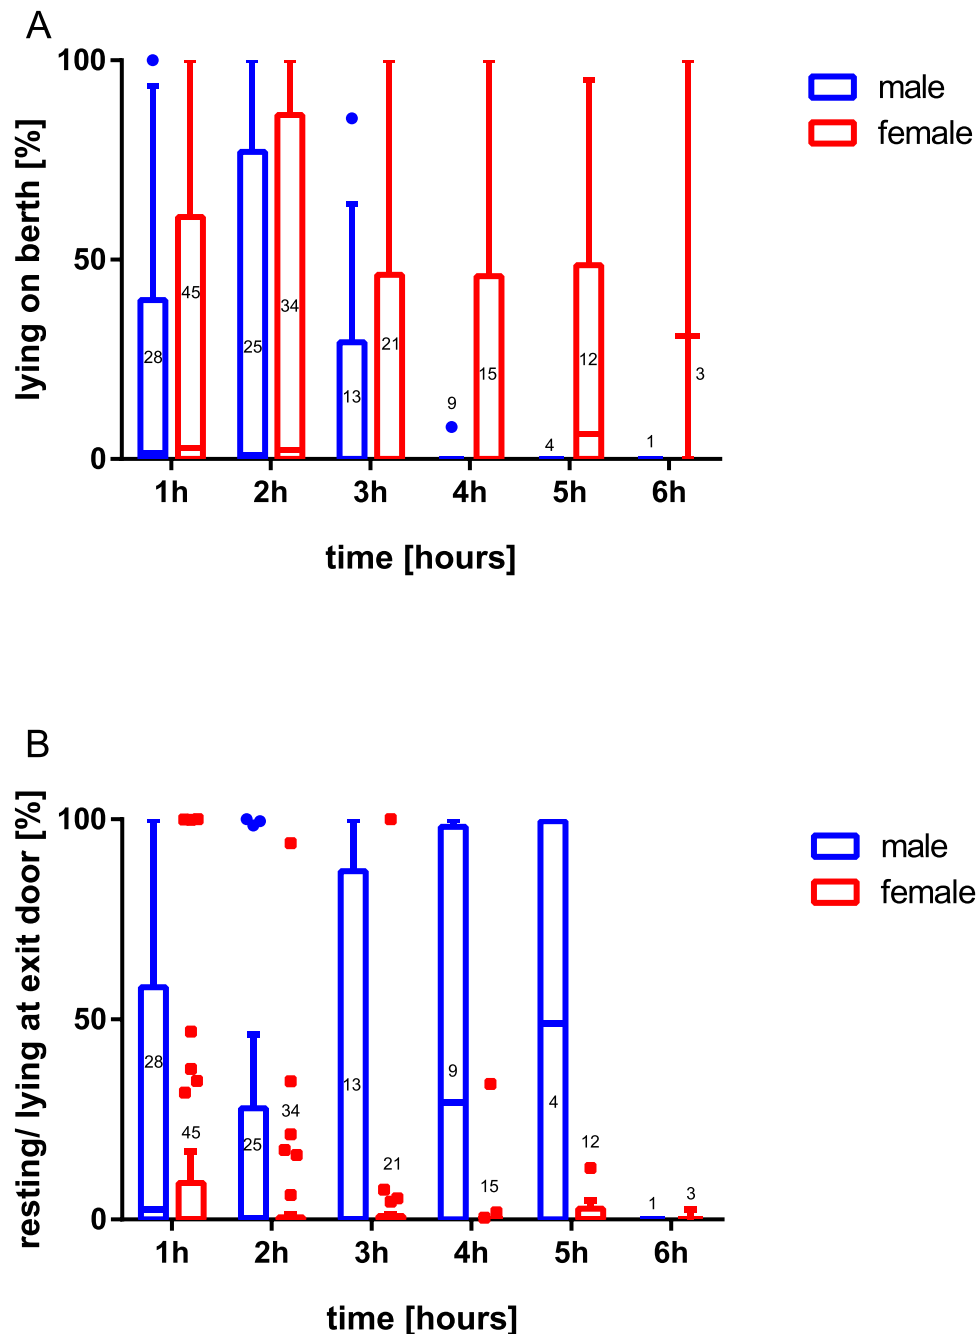 A
100
50
0
lying on berth [%]
28
45
25
34
13
21
9
15
4
12
1
3
1h
2h
3h
4h
5h
6h
time [hours]
male
female
B
100
50
0
resting/ lying at exit door [%]
28
45
25
34
13
21
9
15
4
12
1
3
1h
2h
3h
4h
5h
6h
time [hours]
male
female